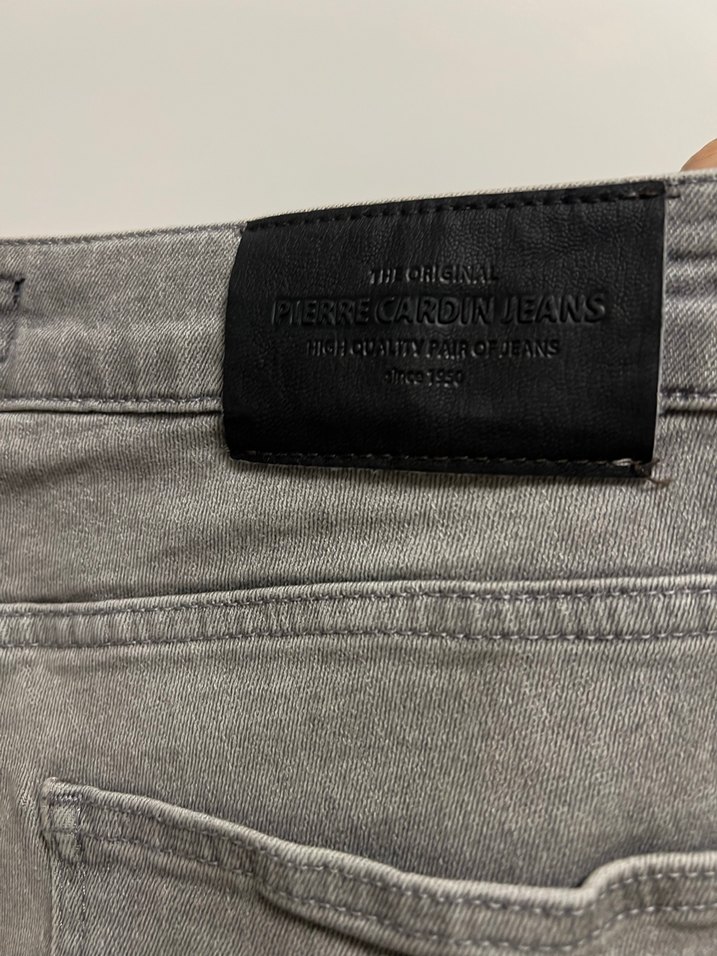 THE ORIGINAL
PIERRE CARDIN JEANS
HIGH QUALITY PAIR OF JEANS
since 1950